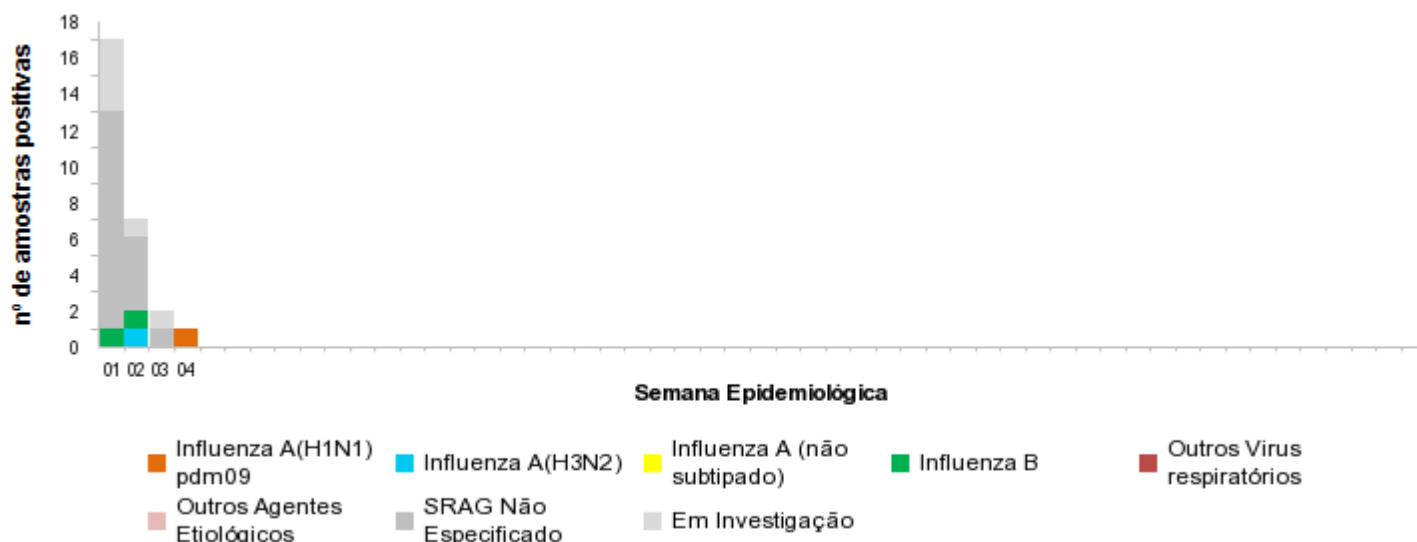 18
16
14
12
10
8
6
4
2
0
nº de amostras positivas
01 02 03 04
Semana Epidemiológica
Influenza A(H1N1)
pdm09
Influenza A(H3N2)
Influenza A (não
subtipado)
Influenza B
Outros Virus
respiratórios
Outros Agentes
Etiológicos
SRAG Não
Especificado
Em Investigação